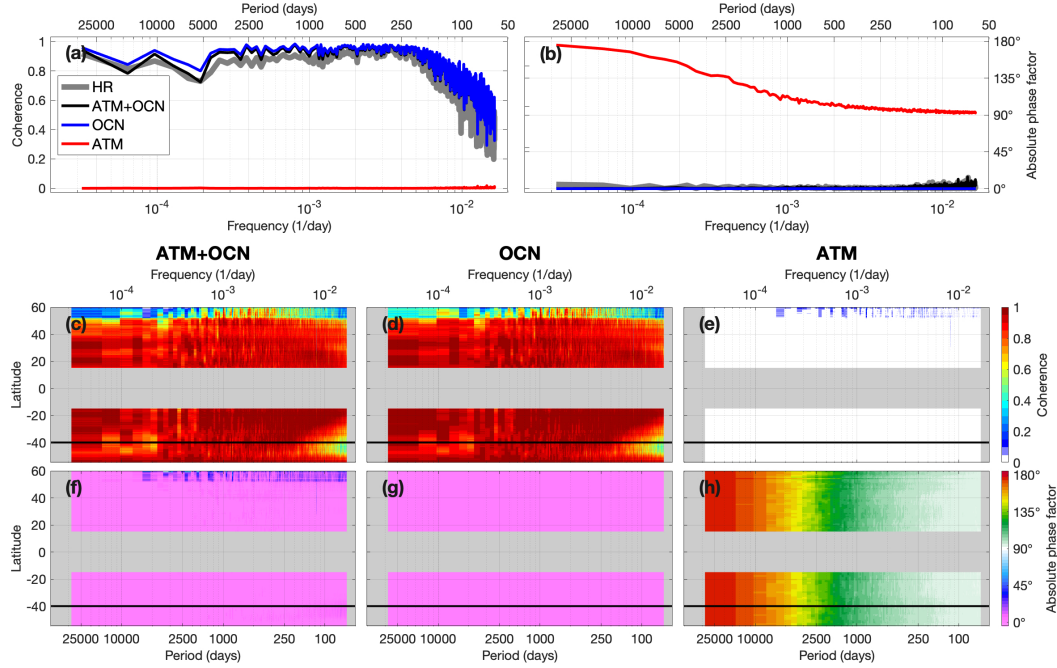 Period (days)
25000 10000 5000 2500 1000 500 250 100 50
(a)
1
0.8
0.6
0.4
0.2
0
Coherence
HR
ATM+OCN
OCN
ATM
10⁻⁴ 10⁻³ 10⁻²
Frequency (1/day)
Period (days)
25000 10000 5000 2500 1000 500 250 100 50
(b)
180°
135°
90°
45°
0°
Absolute phase factor
10⁻⁴ 10⁻³ 10⁻²
Frequency (1/day)
ATM+OCN
OCN
ATM
Frequency (1/day)
Frequency (1/day)
Frequency (1/day)
10⁻⁴ 10⁻³ 10⁻²
10⁻⁴ 10⁻³ 10⁻²
10⁻⁴ 10⁻³ 10⁻²
60
40
20
0
−20
−40
Latitude
(c)
(d)
(e)
1
0.8
0.6
0.4
0.2
0
Coherence
60
40
20
0
−20
−40
Latitude
(f)
(g)
(h)
180°
135°
90°
45°
0°
Absolute phase factor
25000 10000 2500 1000 250 100
25000 10000 2500 1000 250 100
25000 10000 2500 1000 250 100
Period (days)
Period (days)
Period (days)